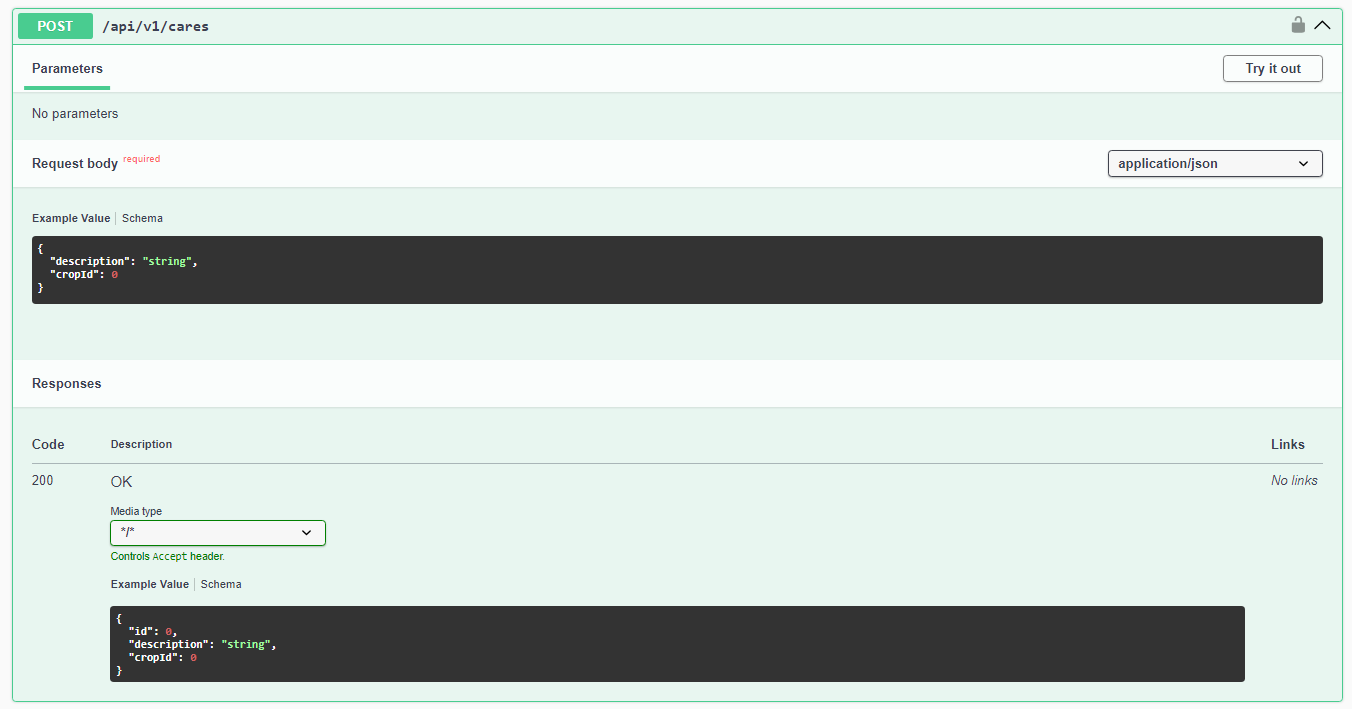 POST /api/v1/cares
Parameters Try it out
No parameters
Request body required application/json
Example Value Schema
{
"description": "string",
"cropId": 0
}
Responses
Code Description Links
200 OK No links
Media type
*/*
Controls Accept header.
Example Value Schema
{
"id": 0,
"description": "string",
"cropId": 0
}